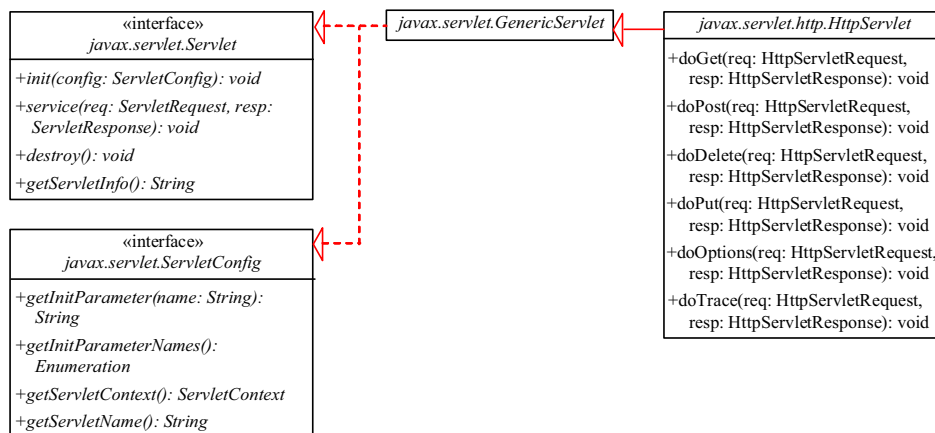 «interface»
javax.servlet.Servlet
+init(config: ServletConfig): void
+service(req: ServletRequest, resp:
ServletResponse): void
+destroy(): void
+getServletInfo(): String
«interface»
javax.servlet.ServletConfig
+getInitParameter(name: String):
String
+getInitParameterNames():
Enumeration
+getServletContext(): ServletContext
+getServletName(): String
javax.servlet.GenericServlet
javax.servlet.http.HttpServlet
+doGet(req: HttpServletRequest,
resp: HttpServletResponse): void
+doPost(req: HttpServletRequest,
resp: HttpServletResponse): void
+doDelete(req: HttpServletRequest,
resp: HttpServletResponse): void
+doPut(req: HttpServletRequest,
resp: HttpServletResponse): void
+doOptions(req: HttpServletRequest,
resp: HttpServletResponse): void
+doTrace(req: HttpServletRequest,
resp: HttpServletResponse): void